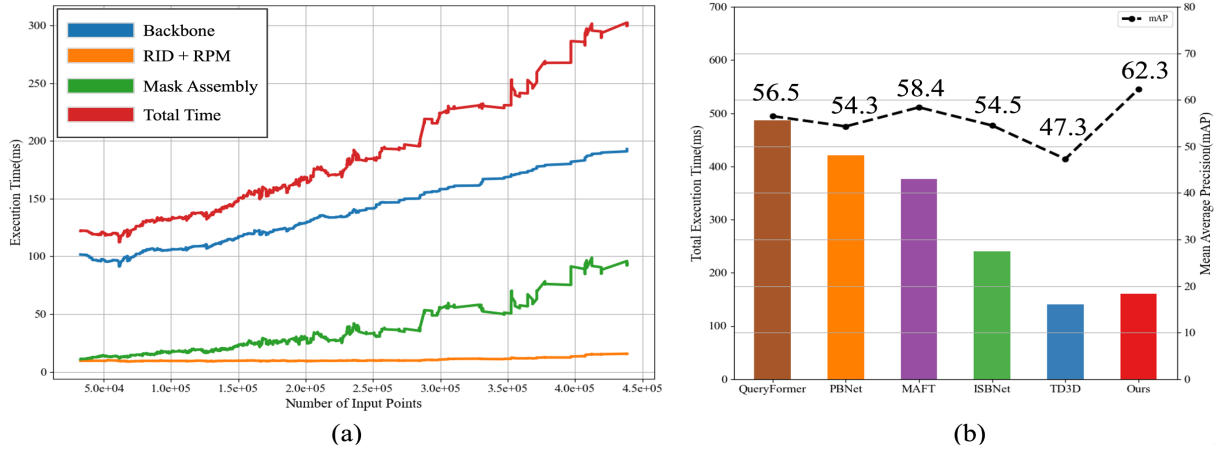 Backbone
RID + RPM
Mask Assembly
Total Time
Execution Time(ms)
300
250
200
150
100
50
0
5.0e+04 1.0e+05 1.5e+05 2.0e+05 2.5e+05 3.0e+05 3.5e+05 4.0e+05 4.5e+05
Number of Input Points
(a)
mAP
Total Execution Time(ms)
700
600
500
400
300
200
100
0
56.5 54.3 58.4 54.5 47.3 62.3
QueryFormer PBNet MAFT ISBNet TD3D Ours
80
70
60
50
40
30
20
10
0
Mean Average Precision(mAP)
(b)